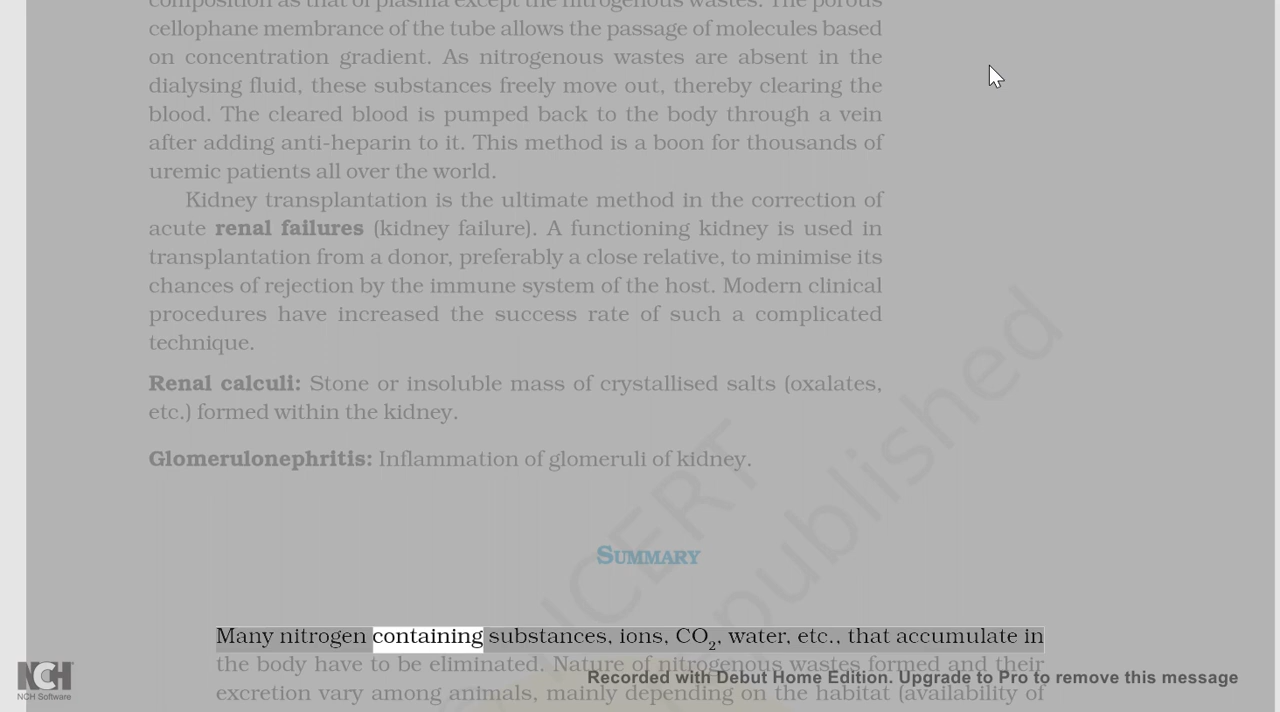 composition as that of plasma except the nitrogenous wastes. The porous
cellophane membrance of the tube allows the passage of molecules based
on concentration gradient. As nitrogenous wastes are absent in the
dialysing fluid, these substances freely move out, thereby clearing the
blood. The cleared blood is pumped back to the body through a vein
after adding anti-heparin to it. This method is a boon for thousands of
uremic patients all over the world.
Kidney transplantation is the ultimate method in the correction of
acute renal failures (kidney failure). A functioning kidney is used in
transplantation from a donor, preferably a close relative, to minimise its
chances of rejection by the immune system of the host. Modern clinical
procedures have increased the success rate of such a complicated
technique.
Renal calculi: Stone or insoluble mass of crystallised salts (oxalates,
etc.) formed within the kidney.
Glomerulonephritis: Inflammation of glomeruli of kidney.
SUMMARY
Many nitrogen containing substances, ions, CO₂, water, etc., that accumulate in
the body have to be eliminated. Nature of nitrogenous wastes formed and their
excretion vary among animals, mainly depending on the habitat (availability of
NCERT
published
NCH
NCH Software
Recorded with Debut Home Edition. Upgrade to Pro to remove this message